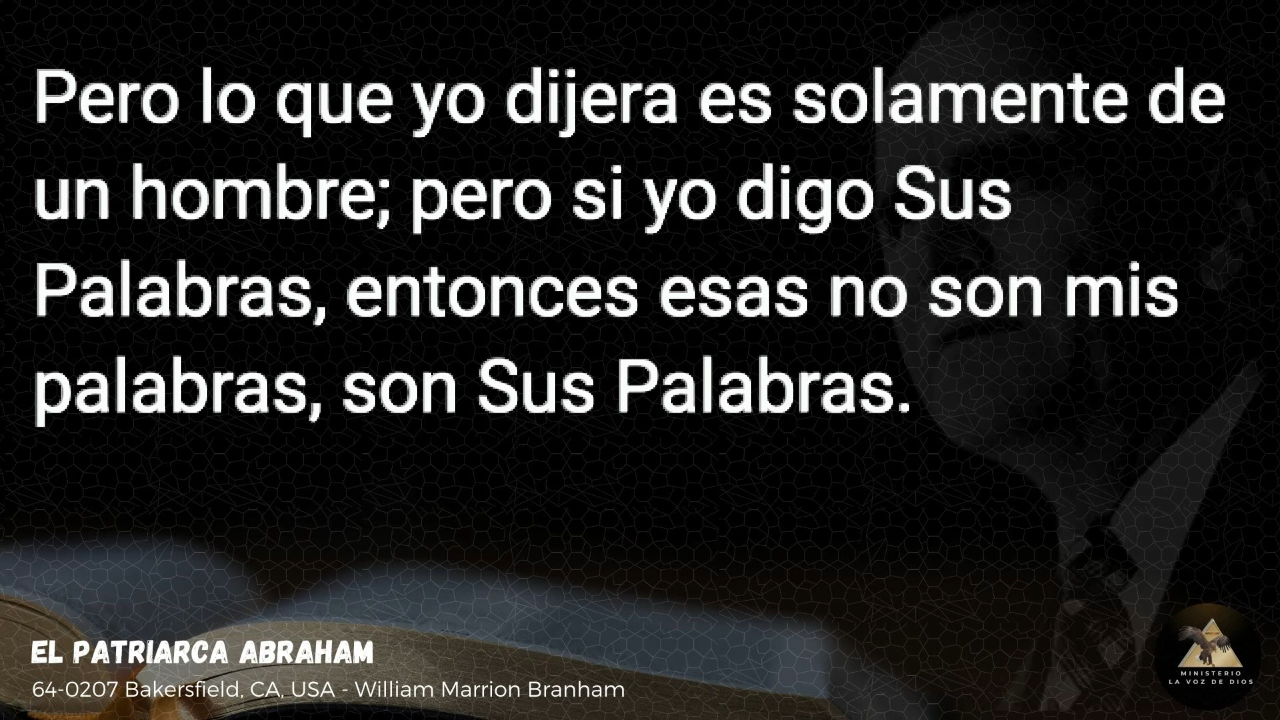 Pero lo que yo dijera es solamente de
un hombre; pero si yo digo Sus
Palabras, entonces esas no son mis
palabras, son Sus Palabras.
EL PATRIARCA ABRAHAM
64-0207 Bakersfield, CA, USA - William Marrion Branham
MINISTERIO
LA VOZ DE DIOS